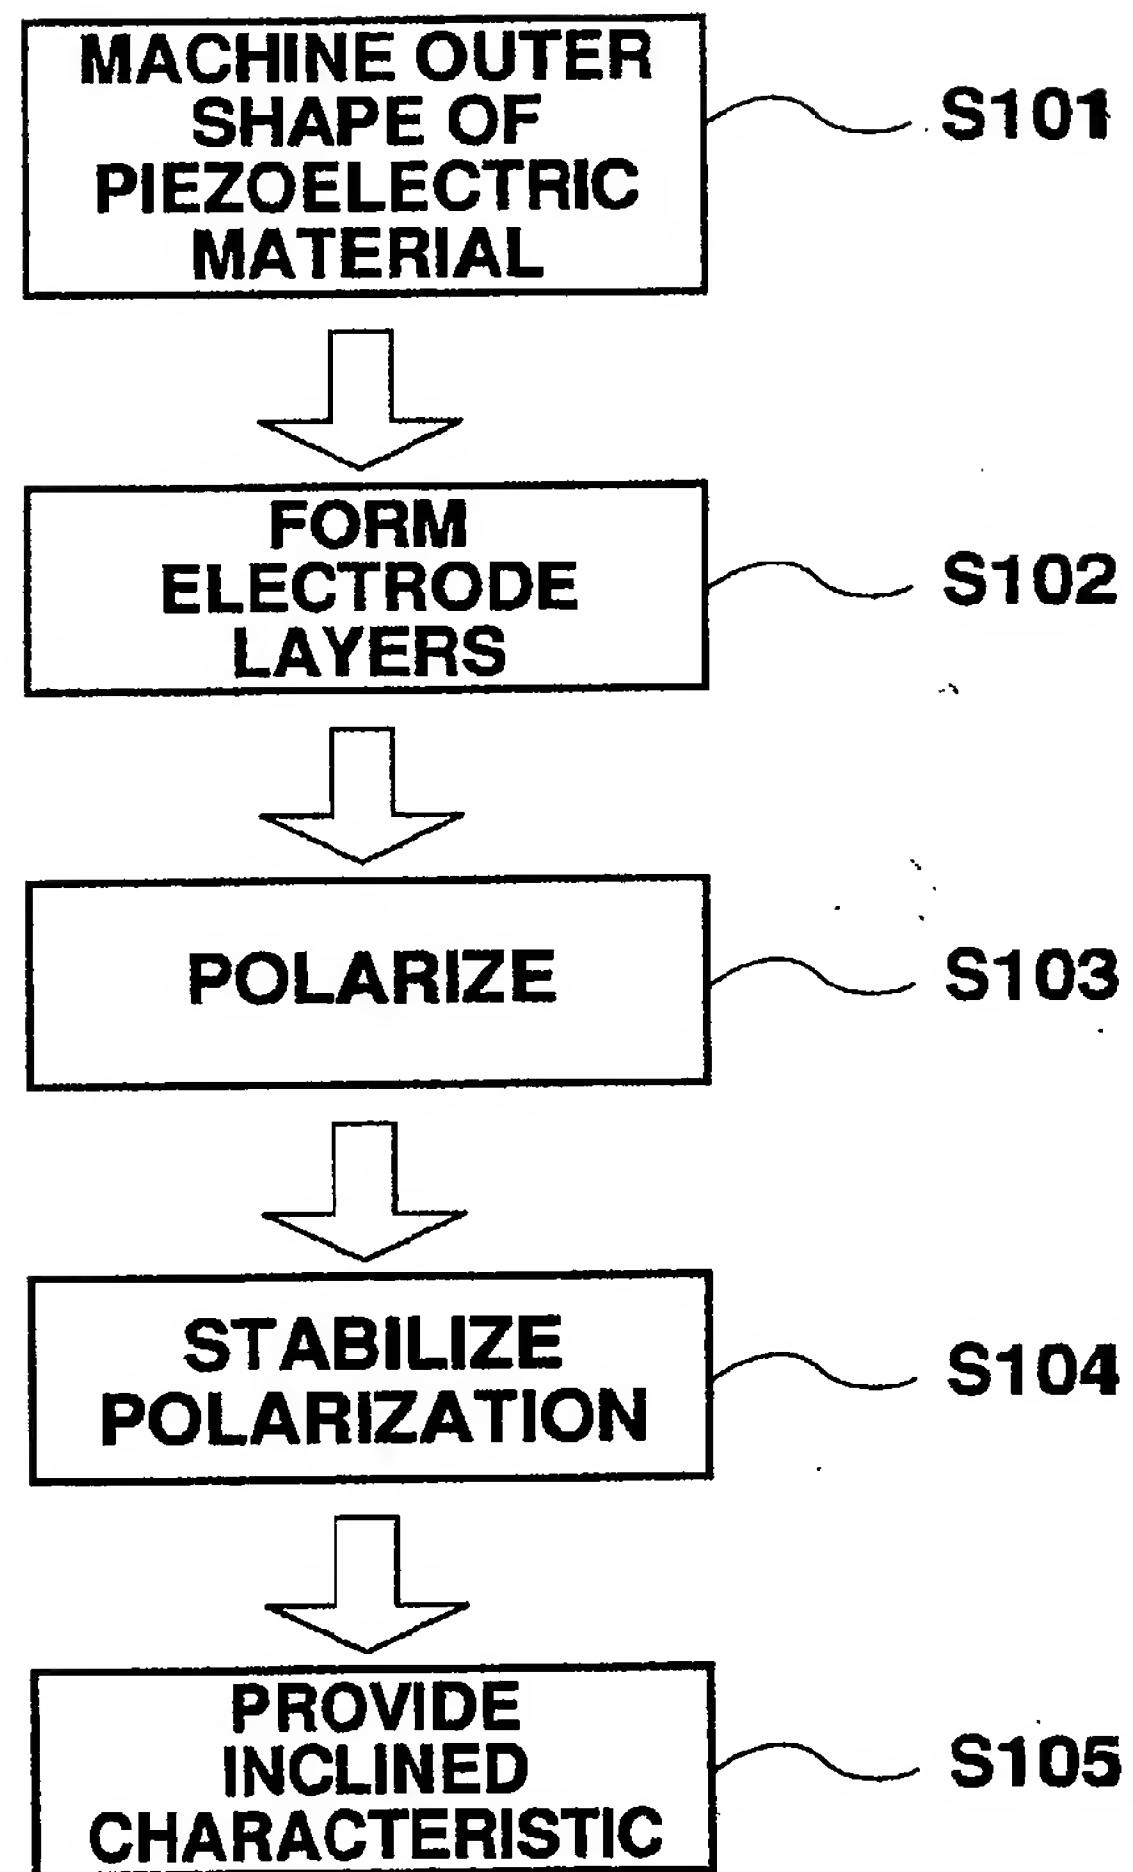 MACHINE OUTER
SHAPE OF
PIEZOELECTRIC
MATERIAL
S101
FORM
ELECTRODE
LAYERS
S102
POLARIZE
S103
STABILIZE
POLARIZATION
S104
PROVIDE
INCLINED
CHARACTERISTIC
S105